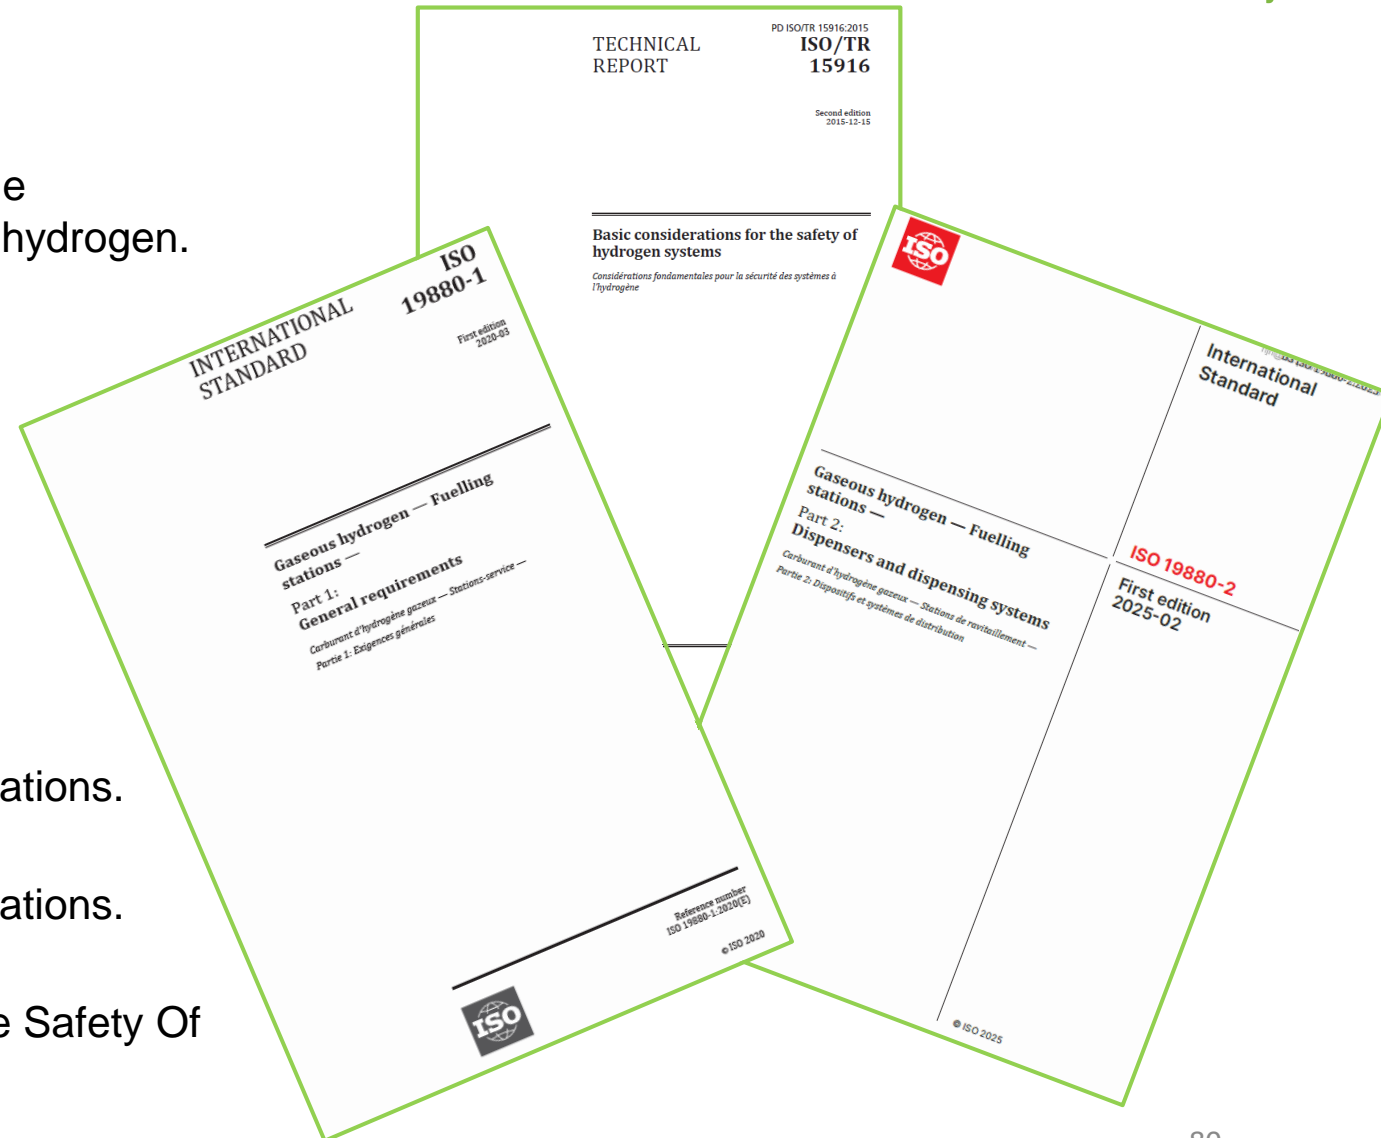 e
hydrogen.
ations.
ations.
e Safety Of
PD ISO/TR 15916:2015
TECHNICAL
REPORT
ISO/TR
15916
Second edition
2015-12-15
Basic considerations for the safety of
hydrogen systems
Considérations fondamentales pour la sécurité des systèmes à
l'hydrogène
INTERNATIONAL
STANDARD
ISO
19880-1
First edition
2020-03
Gaseous hydrogen — Fuelling
stations —
Part 1:
General requirements
Carburant d'hydrogène gazeux — Stations-service —
Partie 1: Exigences générales
Reference number
ISO 19880-1:2020(E)
© ISO 2020
ISO
ISO
International
Standard
Gaseous hydrogen — Fuelling
stations —
Part 2:
Dispensers and dispensing systems
Carburant d'hydrogène gazeux — Stations de ravitaillement —
Partie 2: Dispositifs et systèmes de distribution
ISO 19880-2
First edition
2025-02
© ISO 2025